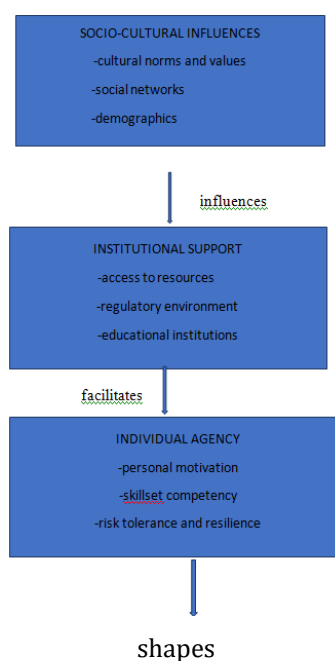 SOCIO-CULTURAL INFLUENCES
-cultural norms and values
-social networks
-demographics
influences
INSTITUTIONAL SUPPORT
-access to resources
-regulatory environment
-educational institutions
facilitates
INDIVIDUAL AGENCY
-personal motivation
-skillset competency
-risk tolerance and resilience
shapes